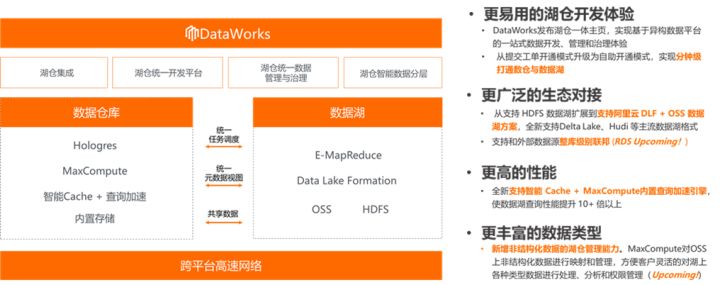 DataWorks
湖仓集成
湖仓统一开发平台
湖仓统一数据
管理与治理
湖仓智能数据分层
数据仓库
Hologres
MaxCompute
智能Cache + 查询加速
内置存储
统一
任务调度
统一
元数据视图
共享数据
数据湖
E-MapReduce
Data Lake Formation
OSS HDFS
跨平台高速网络
• 更易用的湖仓开发体验
• DataWorks发布湖仓一体主页，实现基于异构数据平台
的一站式数据开发、管理和治理体验
• 从提交工单开通模式升级为自助开通模式，实现分钟级
打通数仓与数据湖
• 更广泛的生态对接
• 从支持 HDFS 数据湖扩展到支持阿里云 DLF + OSS 数据
湖方案，全新支持Delta Lake、Hudi 等主流数据湖格式
• 支持和外部数据源整库级别联邦 (RDS Upcoming！)
• 更高的性能
• 全新支持智能 Cache + MaxCompute内置查询加速引擎，
使数据湖查询性能提升 10+ 倍以上
• 更丰富的数据类型
• 新增非结构化数据的湖仓管理能力。MaxCompute对OSS
上非结构化数据进行映射和管理，方便客户灵活的对湖上
各种类型数据进行处理、分析和权限管理（Upcoming!）